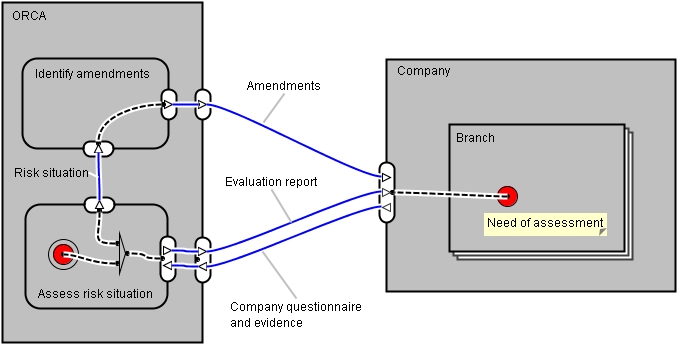 ORCA
Identify amendments
Amendments
Company
Branch
Risk situation
Evaluation report
Need of assessment
Assess risk situation
Company questionnaire
and evidence